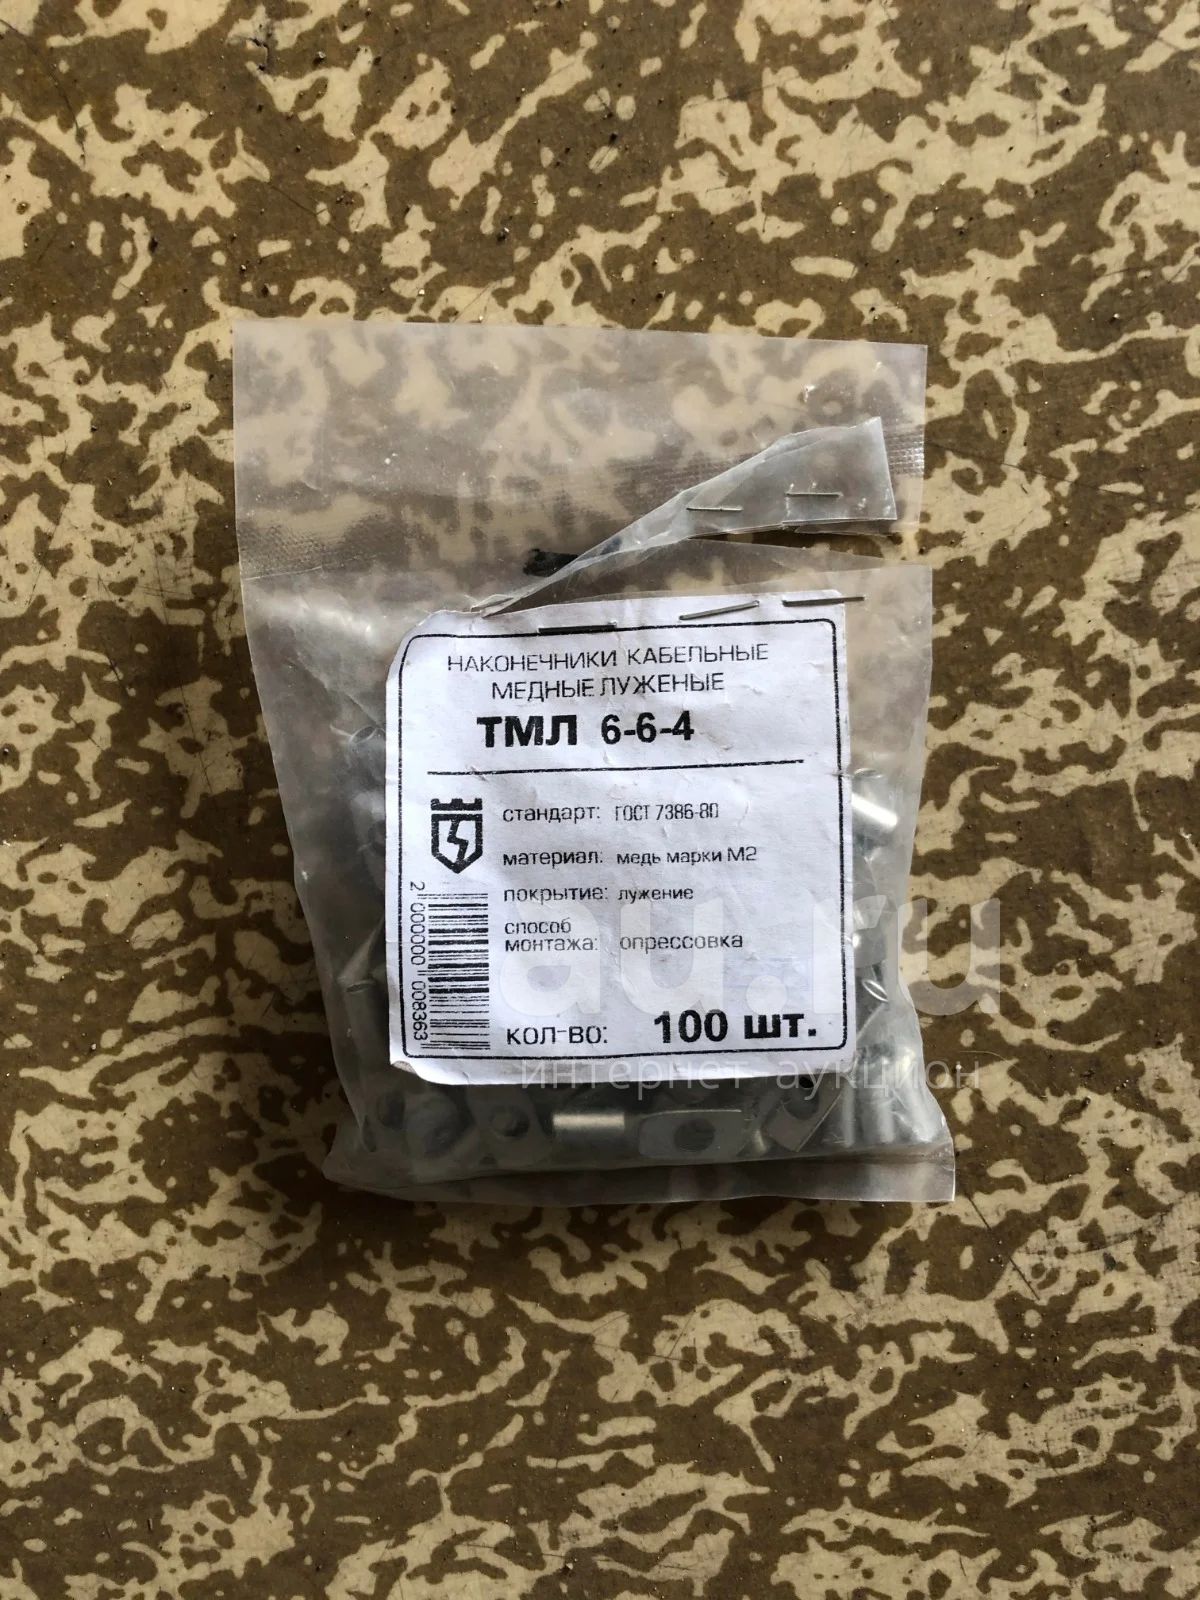 НАКОНЕЧНИКИ КАБЕЛЬНЫЕ
МЕДНЫЕ ЛУЖЕНЫЕ
ТМЛ 6-6-4
стандарт: ГОСТ 7386-80
материал: медь марки М2
покрытие: лужение
способ
монтажа: опрессовка
кол-во: 100 шт.
2 000000 008363
au.ru
интернет аукцион